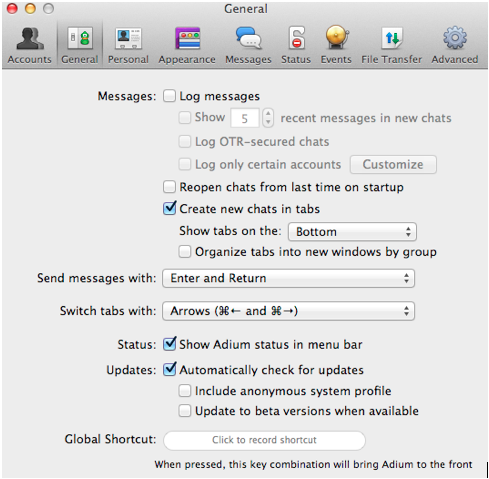 General
Accounts General Personal Appearance Messages Status Events File Transfer Advanced
Messages: Log messages
Show 5 recent messages in new chats
Log OTR-secured chats
Log only certain accounts Customize
Reopen chats from last time on startup
Create new chats in tabs
Show tabs on the: Bottom
Organize tabs into new windows by group
Send messages with: Enter and Return
Switch tabs with: Arrows (⌘← and ⌘→)
Status: Show Adium status in menu bar
Updates: Automatically check for updates
Include anonymous system profile
Update to beta versions when available
Global Shortcut: Click to record shortcut
When pressed, this key combination will bring Adium to the front